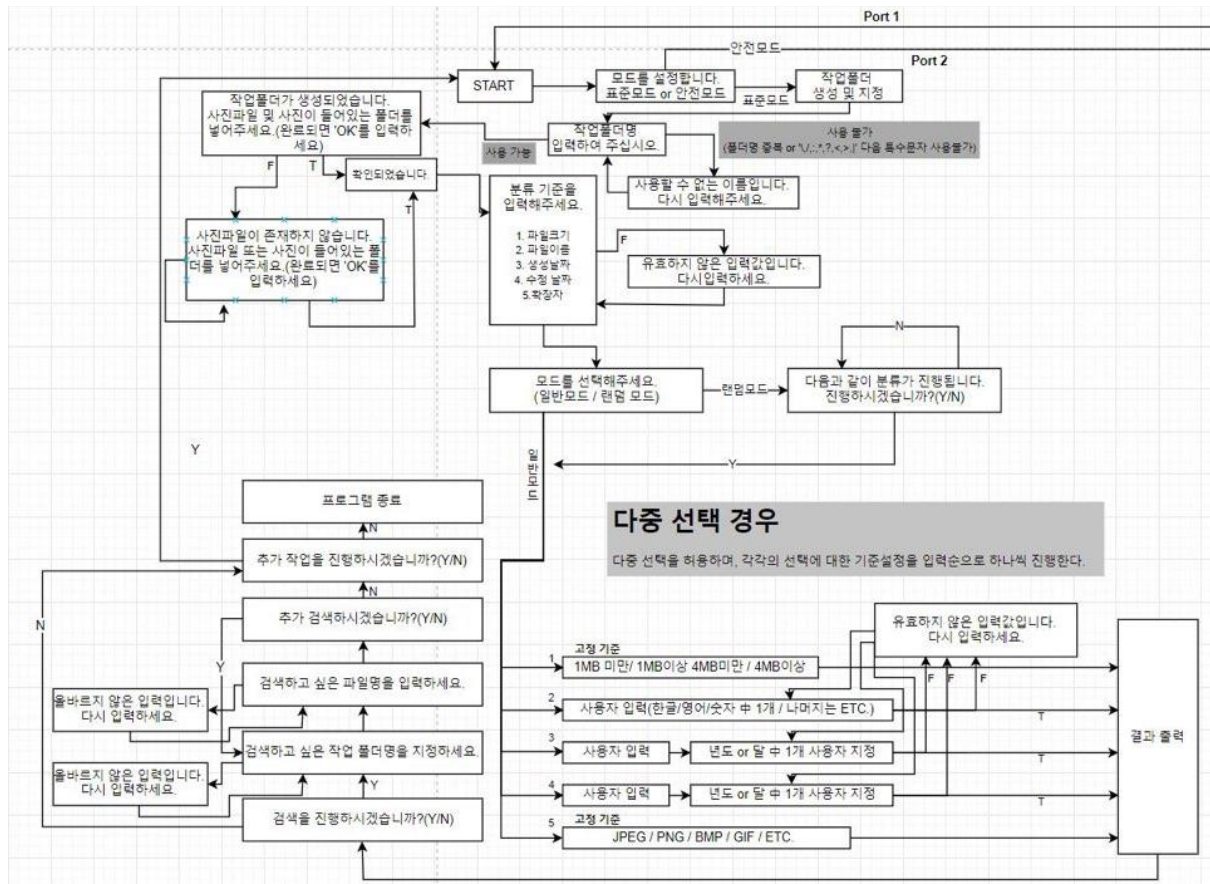 Port 1
안전모드
Port 2
START
모드를 설정합니다.
표준모드 or 안전모드
표준모드
작업폴더
생성 및 지정
작업폴더가 생성되었습니다.
사진파일 및 사진이 들어있는 폴더를
넣어주세요.(완료되면 'OK'를 입력하세
요)
사용 가능
작업폴더명
입력하여 주십시오.
사용 불가
(폴더명 중복 or '\,/,:,*,?,<,>,|' 다음 특수문자 사용불가)
F
T
확인되었습니다.
T
사용할 수 없는 이름입니다.
다시 입력해주세요.
분류 기준을
입력해주세요.
1. 파일크기
2. 파일이름
3. 생성날짜
4. 수정 날짜
5.확장자
F
유효하지 않은 입력값입니다.
다시입력하세요.
사진파일이 존재하지 않습니다.
사진파일 또는 사진이 들어있는 폴
더를 넣어주세요.(완료되면 'OK'를
입력하세요)
N
모드를 선택해주세요.
(일반모드 / 랜덤 모드)
랜덤모드
다음과 같이 분류가 진행됩니다.
진행하시겠습니까?(Y/N)
Y
일반모드
Y
프로그램 종료
N
추가 작업을 진행하시겠습니까?(Y/N)
N
추가 검색하시겠습니까?(Y/N)
N
Y
검색하고 싶은 파일명을 입력하세요.
올바르지 않은 입력입니다.
다시 입력하세요.
검색하고 싶은 작업 폴더명을 지정하세요.
올바르지 않은 입력입니다.
다시 입력하세요.
Y
검색을 진행하시겠습니까?(Y/N)
다중 선택 경우
다중 선택을 허용하며, 각각의 선택에 대한 기준설정을 입력순으로 하나씩 진행한다.
유효하지 않은 입력값입니다.
다시 입력하세요.
고정 기준
1
1MB 미만/ 1MB이상 4MB미만 / 4MB이상
F
F
F
2
사용자 입력(한글/영어/숫자 中 1개 / 나머지는 ETC.)
T
3
사용자 입력
년도 or 달 中 1개 사용자 지정
T
4
사용자 입력
년도 or 달 中 1개 사용자 지정
T
5
고정 기준
JPEG / PNG / BMP / GIF / ETC.
결과 출력